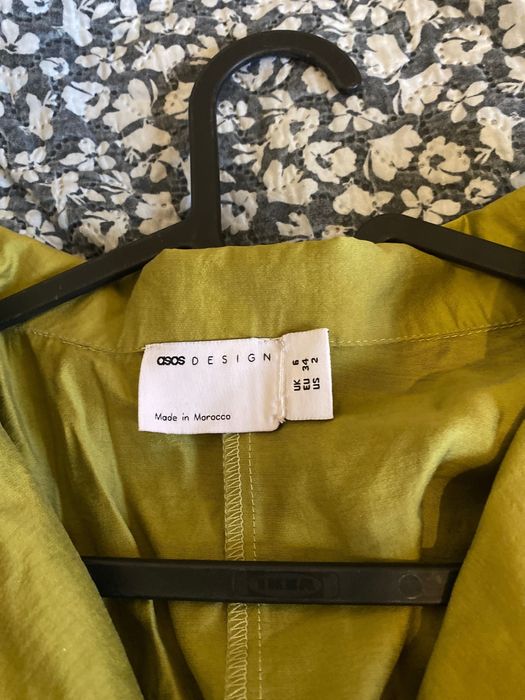 asos DESIGN
Made in Morocco
UK 6
EU 34
US 2
IKEA